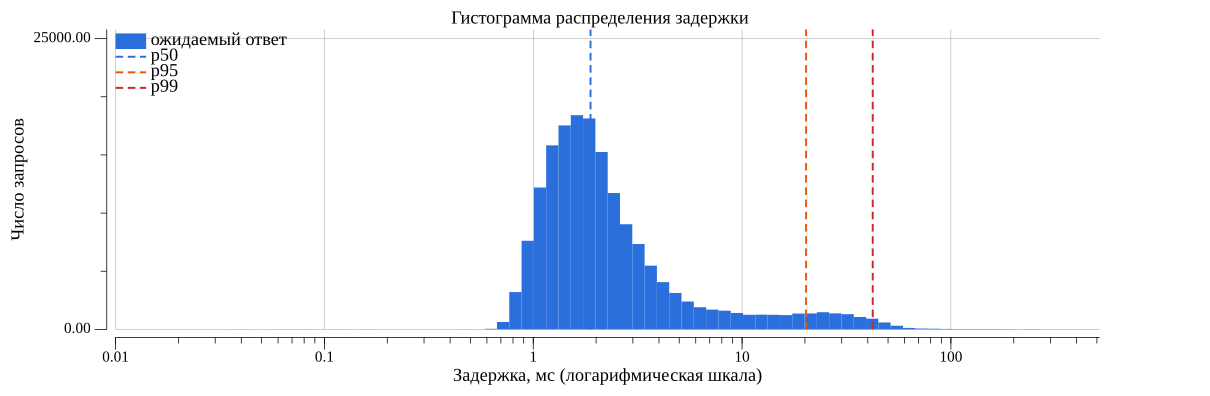 Гистограмма распределения задержки
25000.00
ожидаемый ответ
p50
p95
p99
Число запросов
0.00
0.01 0.1 1 10 100
Задержка, мс (логарифмическая шкала)